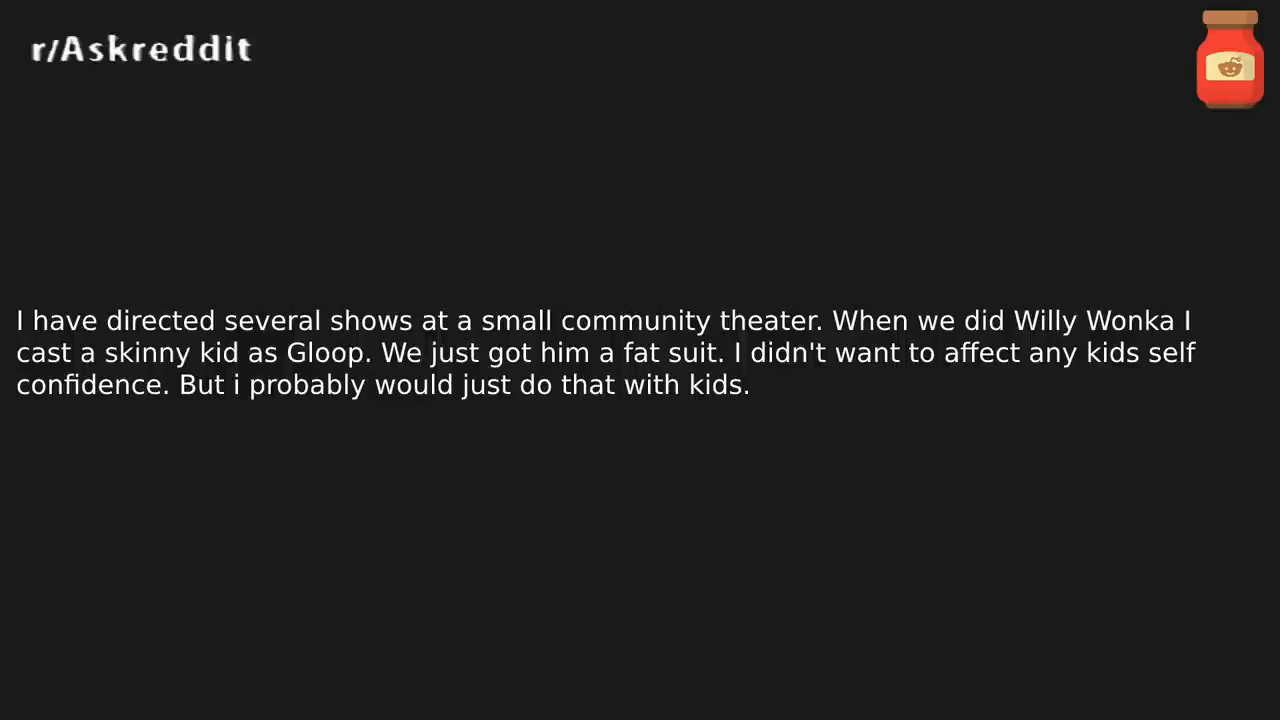 r/Askreddit
I have directed several shows at a small community theater. When we did Willy Wonka I
cast a skinny kid as Gloop. We just got him a fat suit. I didn't want to affect any kids self
confidence. But i probably would just do that with kids.